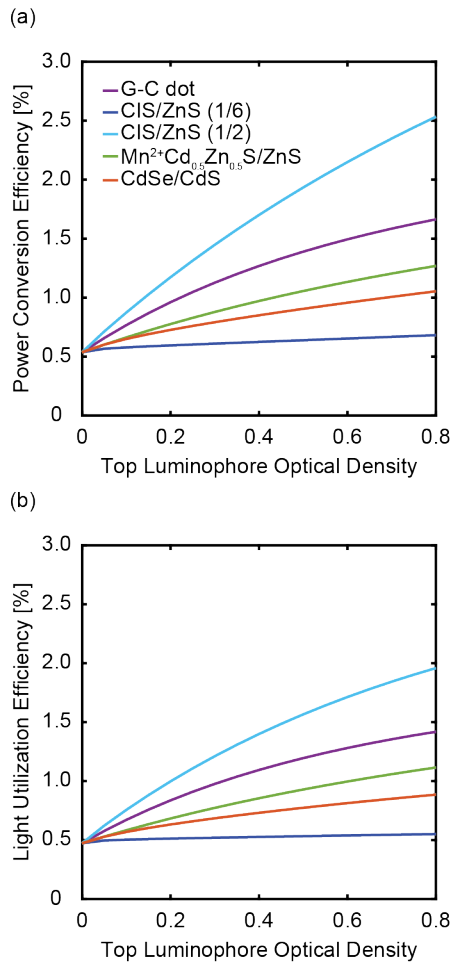 (a)
Power Conversion Efficiency [%]
3.0
2.5
2.0
1.5
1.0
0.5
0
G-C dot
CIS/ZnS (1/6)
CIS/ZnS (1/2)
Mn²⁺Cd₀.₅Zn₀.₅S/ZnS
CdSe/CdS
0 0.2 0.4 0.6 0.8
Top Luminophore Optical Density
(b)
Light Utilization Efficiency [%]
3.0
2.5
2.0
1.5
1.0
0.5
0
0 0.2 0.4 0.6 0.8
Top Luminophore Optical Density